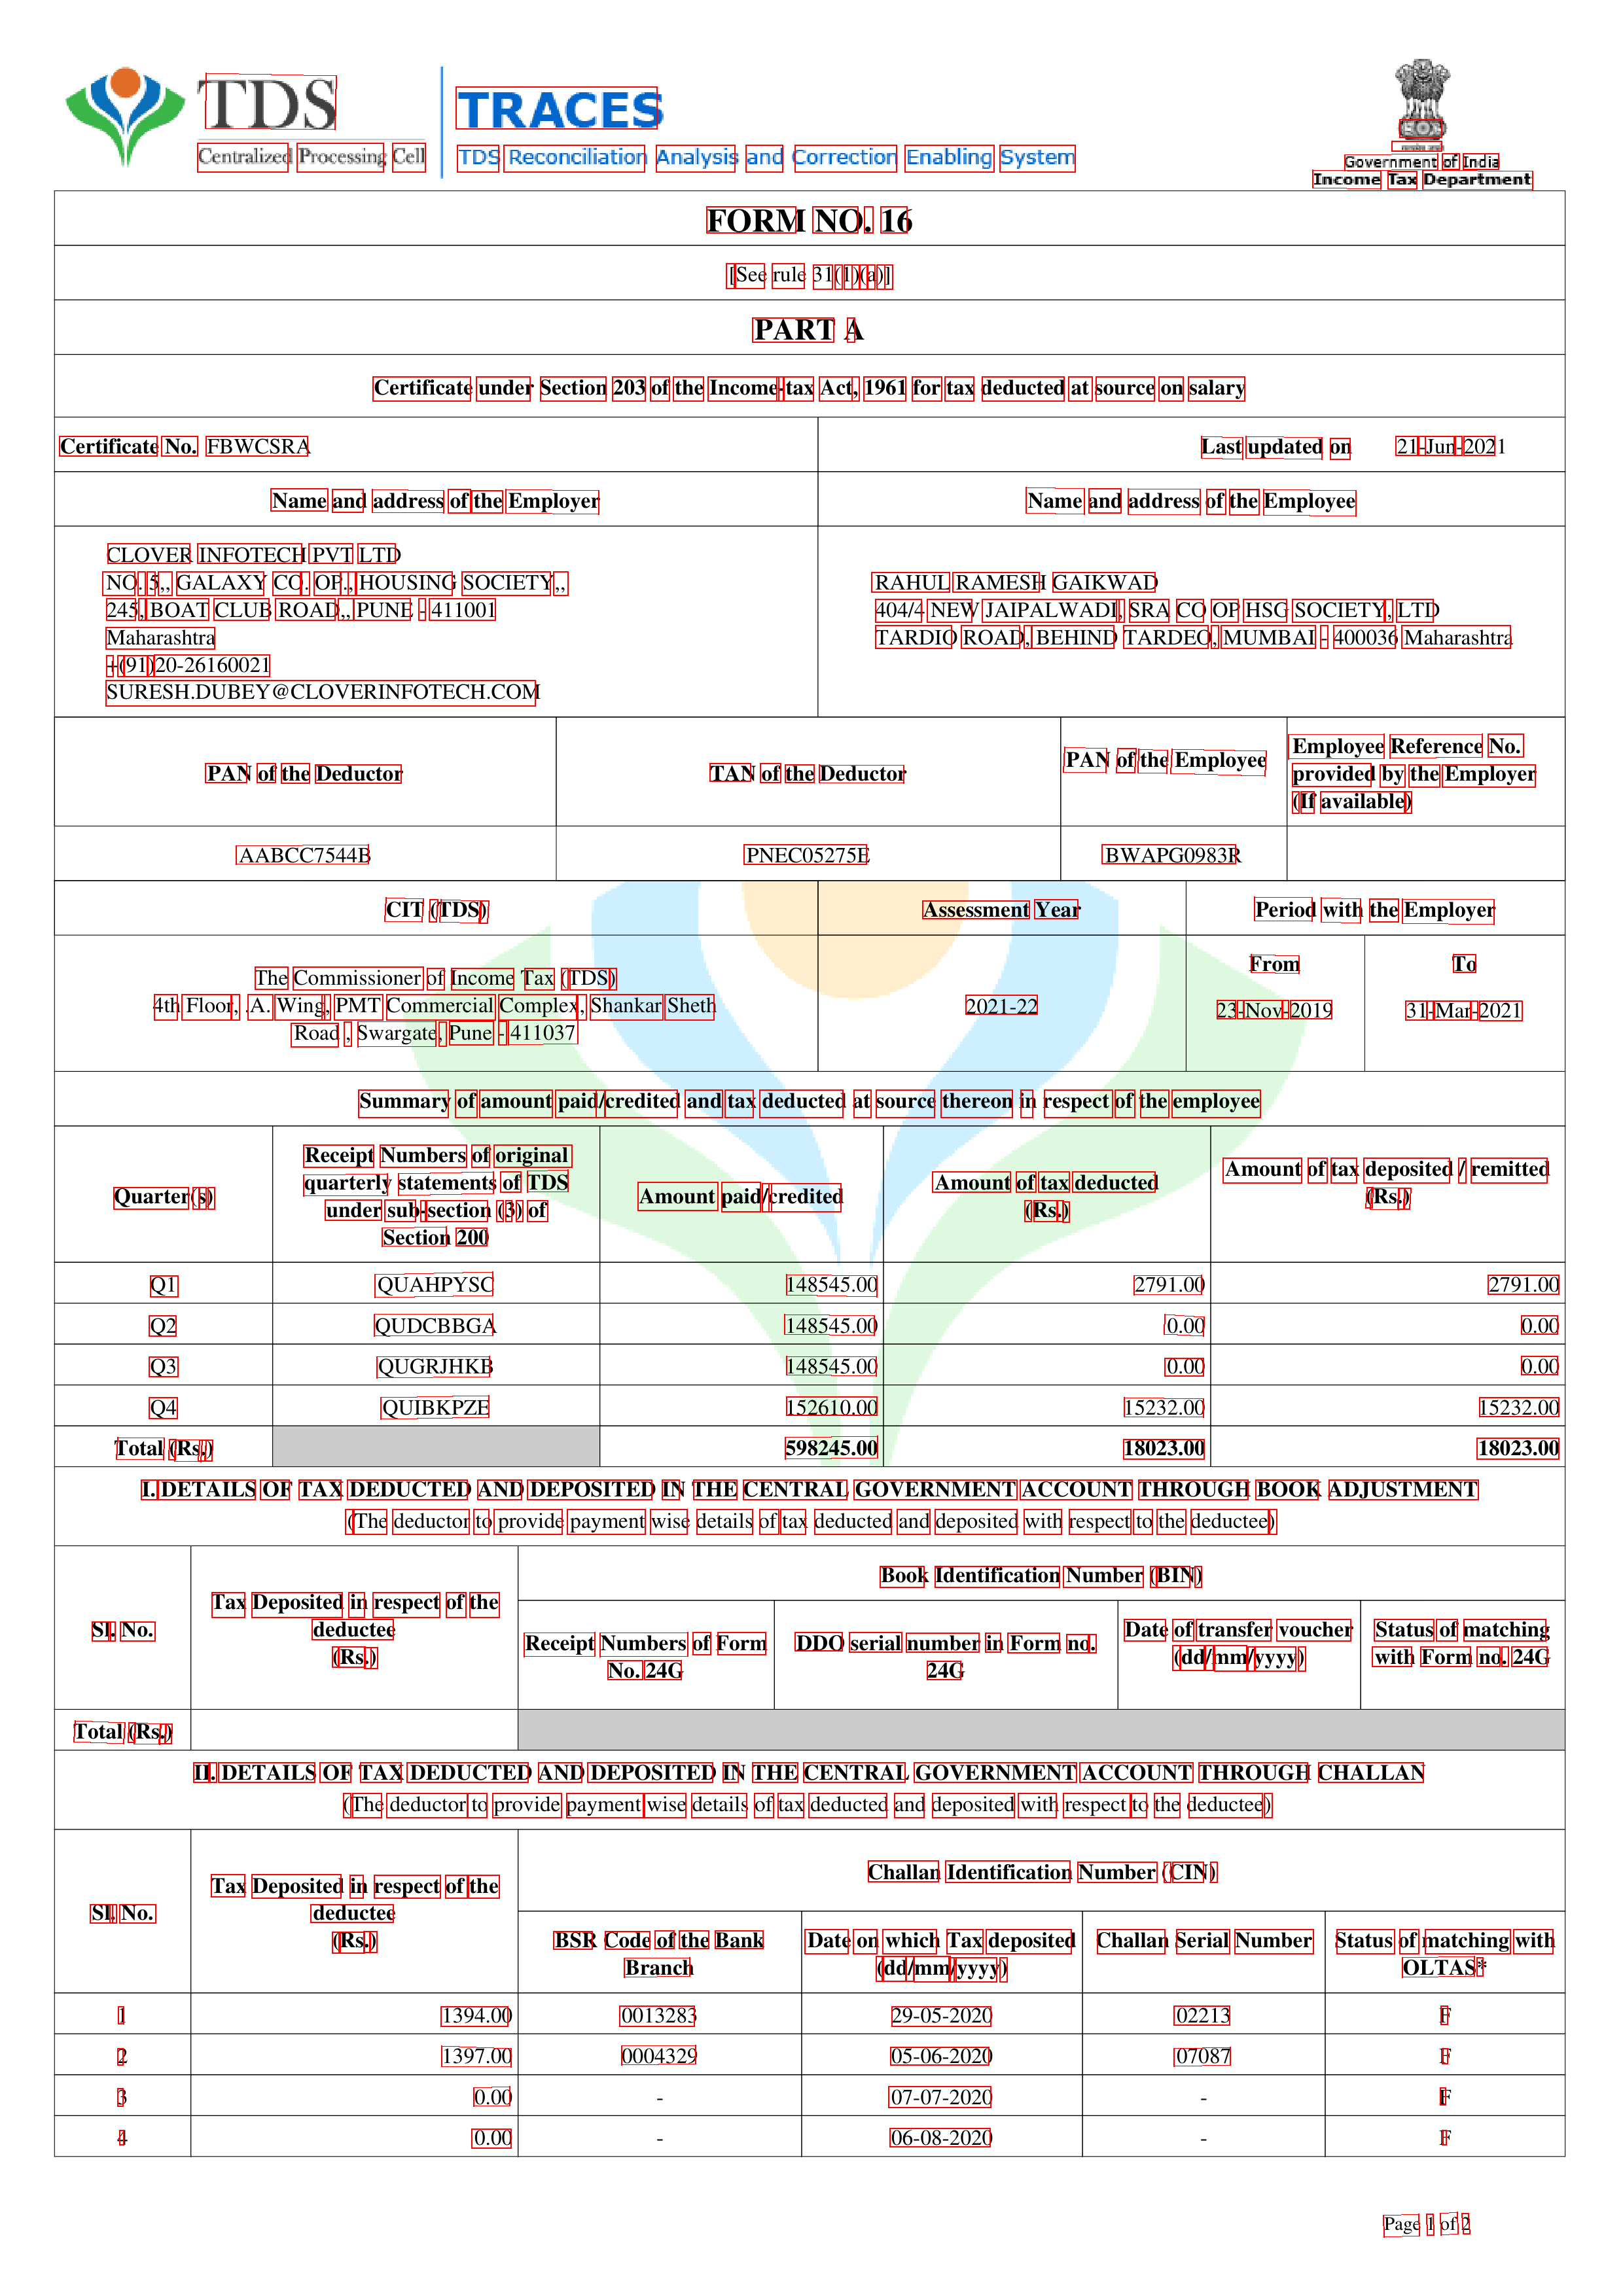 TDS
Centralized Processing Cell
TRACES
TDS Reconciliation Analysis and Correction Enabling System
Government of India
Income Tax Department
FORM NO. 16
[See rule 31(1)(a)]
PART A
Certificate under Section 203 of the Income-tax Act, 1961 for tax deducted at source on salary
Certificate No. FBWCSRA
Last updated on 21-Jun-2021
Name and address of the Employer
Name and address of the Employee
CLOVER INFOTECH PVT LTD
NO. 5,, GALAXY CO. OP., HOUSING SOCIETY,,
245, BOAT CLUB ROAD,, PUNE - 411001
Maharashtra
+(91)20-26160021
SURESH.DUBEY@CLOVERINFOTECH.COM
RAHUL RAMESH GAIKWAD
404/4 NEW JAIPALWADI, SRA CO OP HSG SOCIETY, LTD
TARDIO ROAD, BEHIND TARDEO, MUMBAI - 400036 Maharashtra
PAN of the Deductor
TAN of the Deductor
PAN of the Employee
Employee Reference No.
provided by the Employer
(If available)
AABCC7544B
PNEC05275E
BWAPG0983R
CIT (TDS)
Assessment Year
Period with the Employer
The Commissioner of Income Tax (TDS)
4th Floor, .A. Wing, PMT Commercial Complex, Shankar Sheth
Road , Swargate, Pune - 411037
2021-22
From
To
23-Nov-2019
31-Mar-2021
Summary of amount paid/credited and tax deducted at source thereon in respect of the employee
Quarter(s)
Receipt Numbers of original
quarterly statements of TDS
under sub-section (3) of
Section 200
Amount paid/credited
Amount of tax deducted
(Rs.)
Amount of tax deposited / remitted
(Rs.)
Q1 QUAHPYSC 148545.00 2791.00 2791.00
Q2 QUDCBBGA 148545.00 0.00 0.00
Q3 QUGRJHKB 148545.00 0.00 0.00
Q4 QUIBKPZE 152610.00 15232.00 15232.00
Total (Rs.) 598245.00 18023.00 18023.00
I. DETAILS OF TAX DEDUCTED AND DEPOSITED IN THE CENTRAL GOVERNMENT ACCOUNT THROUGH BOOK ADJUSTMENT
(The deductor to provide payment wise details of tax deducted and deposited with respect to the deductee)
Sl. No.
Tax Deposited in respect of the
deductee
(Rs.)
Book Identification Number (BIN)
Receipt Numbers of Form
No. 24G
DDO serial number in Form no.
24G
Date of transfer voucher
(dd/mm/yyyy)
Status of matching
with Form no. 24G
Total (Rs.)
II. DETAILS OF TAX DEDUCTED AND DEPOSITED IN THE CENTRAL GOVERNMENT ACCOUNT THROUGH CHALLAN
(The deductor to provide payment wise details of tax deducted and deposited with respect to the deductee)
Sl. No.
Tax Deposited in respect of the
deductee
(Rs.)
Challan Identification Number (CIN)
BSR Code of the Bank
Branch
Date on which Tax deposited
(dd/mm/yyyy)
Challan Serial Number
Status of matching with
OLTAS*
1 1394.00 0013283 29-05-2020 02213 F
2 1397.00 0004329 05-06-2020 07087 F
3 0.00 - 07-07-2020 - F
4 0.00 - 06-08-2020 - F
Page 1 of 2